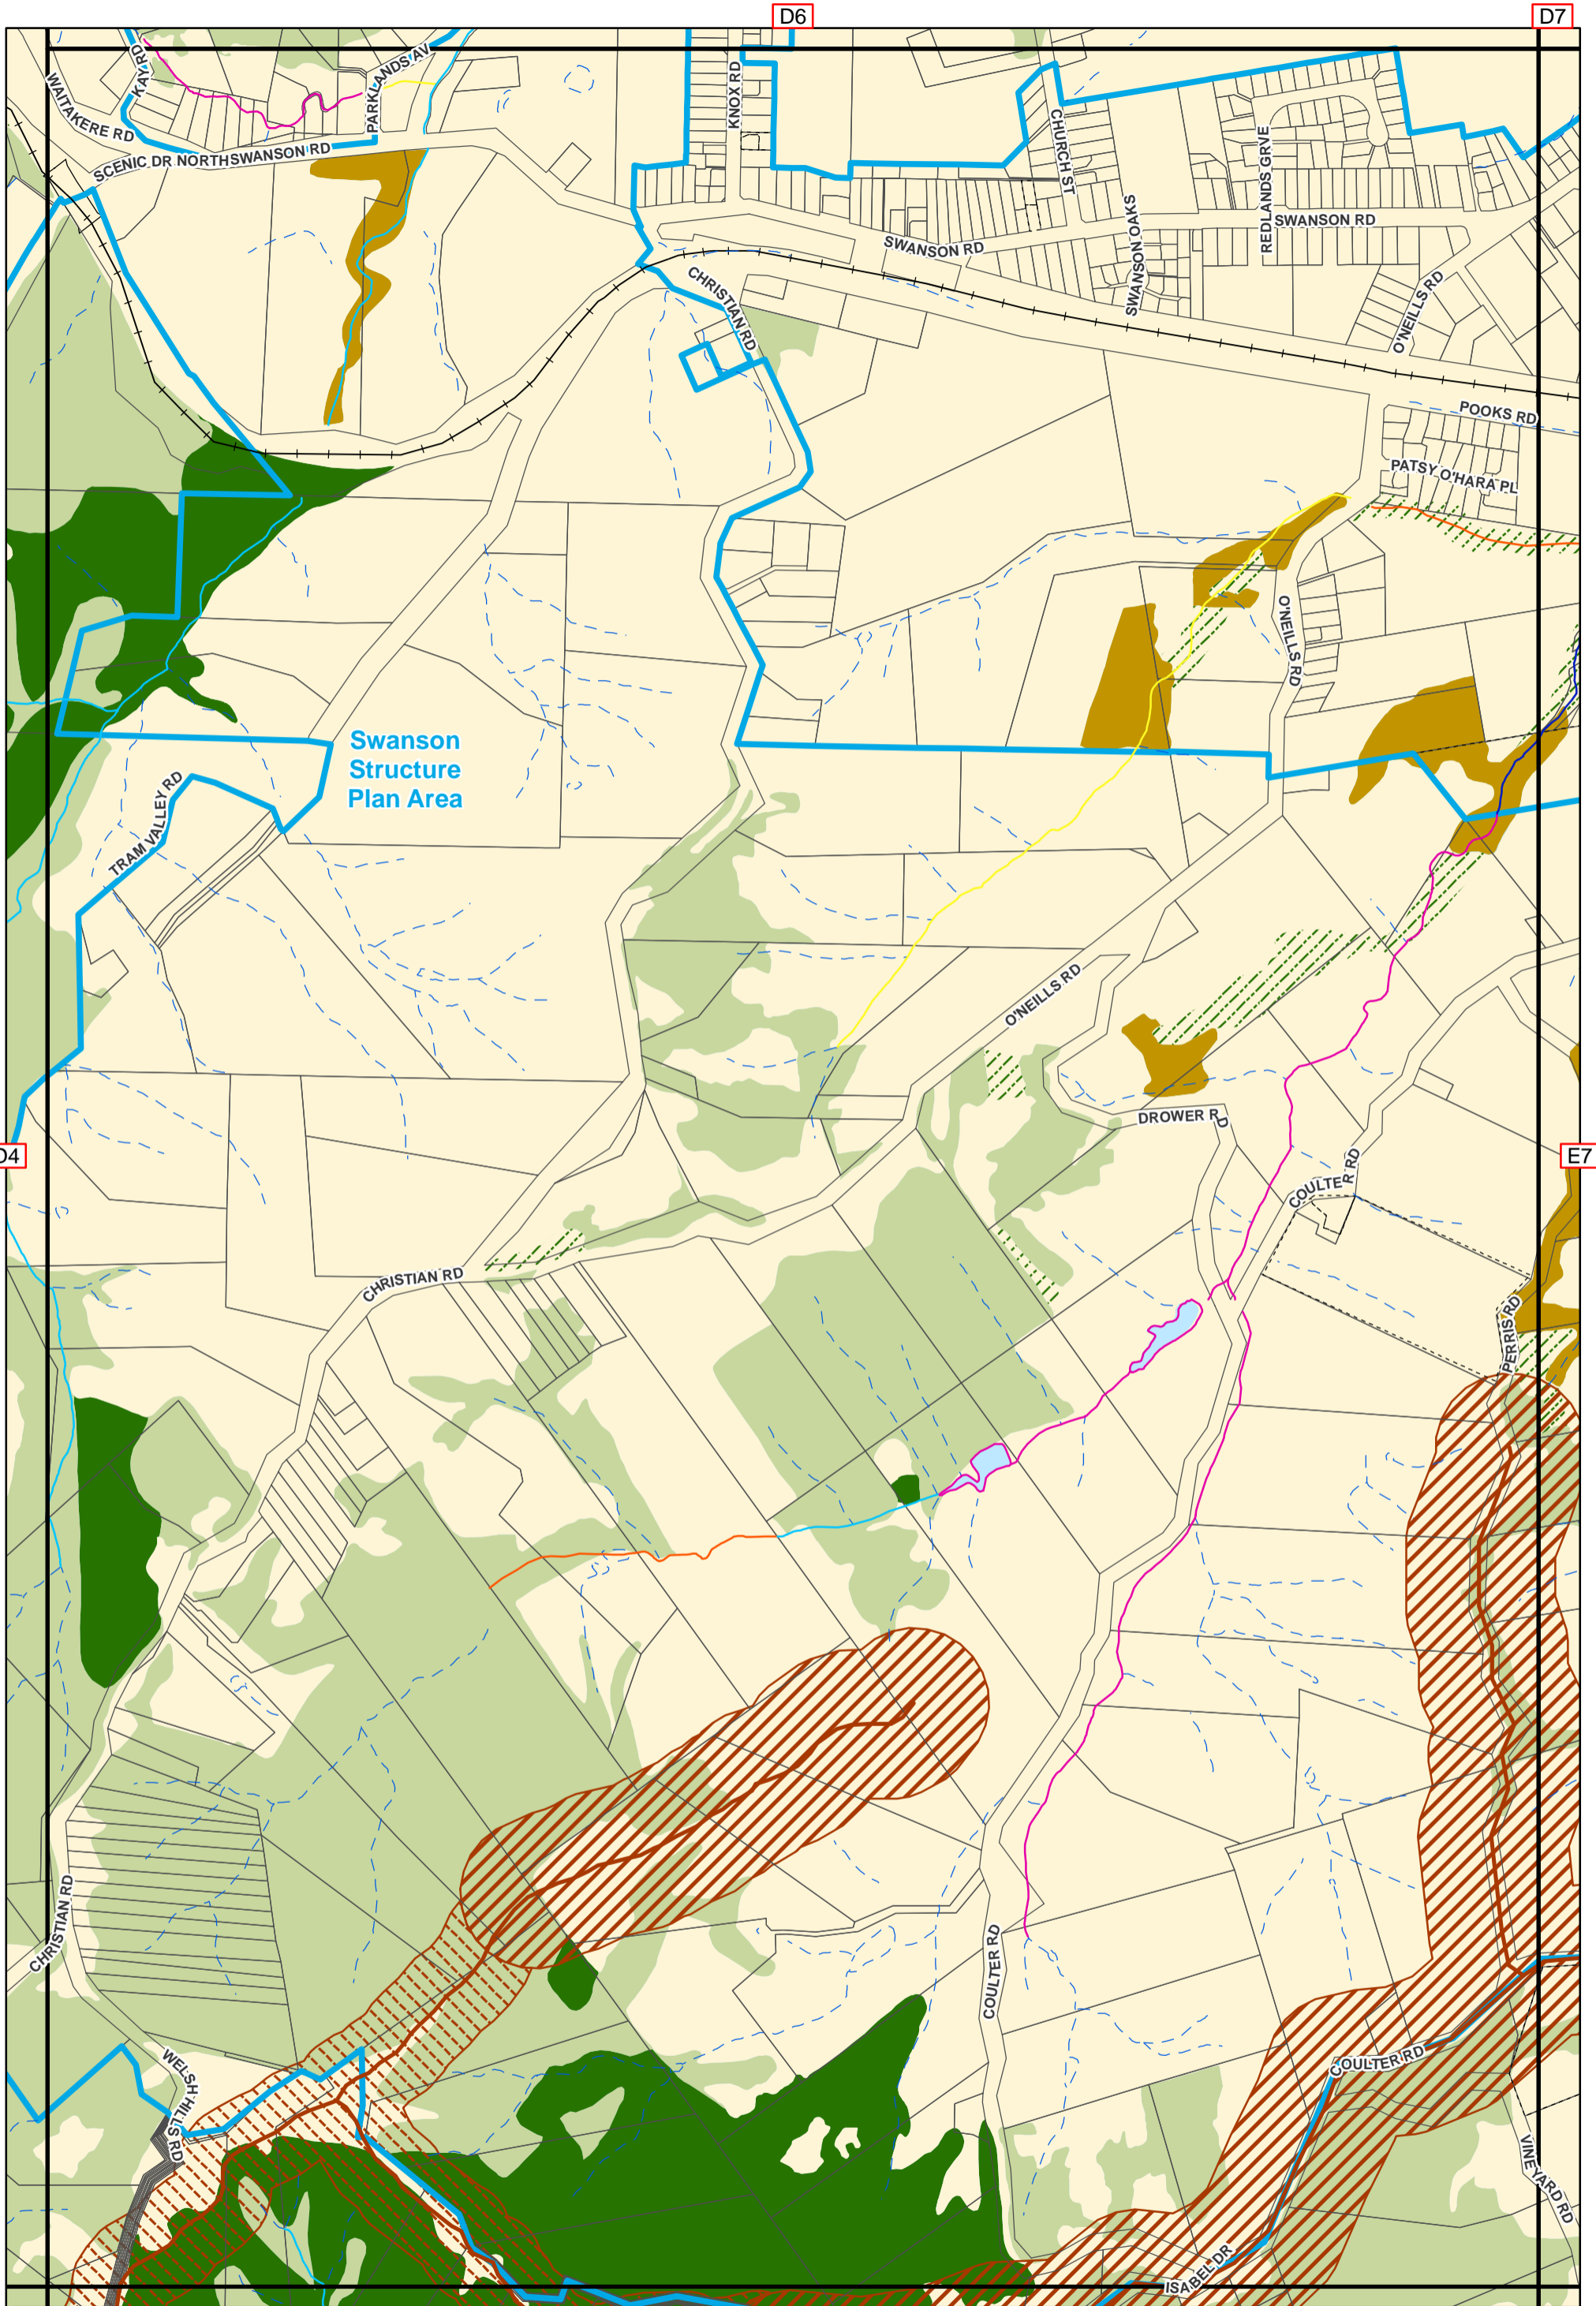 D6
D7
KAY RD
WAITAKERE RD
PARKLANDS AV
SCENIC DR NORTH
SWANSON RD
KNOX RD
CHURCH ST
REDLANDS GRVE
SWANSON OAKS
SWANSON RD
SWANSON RD
CHRISTIAN RD
O'NEILLS RD
POOKS RD
PATSY O'HARA PL
O'NEILLS RD
Swanson
Structure
Plan Area
TRAM VALLEY RD
O'NEILLS RD
DROWER RD
D4
E7
COULTER RD
CHRISTIAN RD
PERRIS RD
CHRISTIAN RD
COULTER RD
COULTER RD
WELSH HILLS RD
VINEYARD RD
ISABEL DR